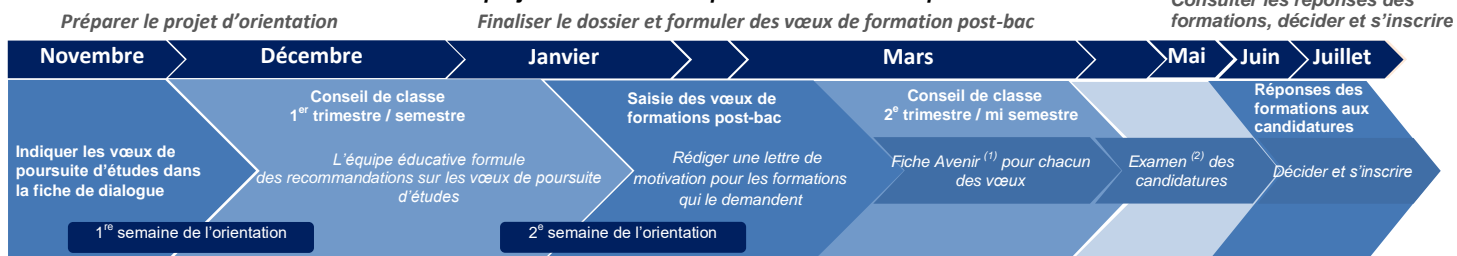 Préparer le projet d’orientation
Finaliser le dossier et formuler des vœux de formation post-bac
Consulter les réponses des
formations, décider et s’inscrire
Novembre
Décembre
Janvier
Mars
Mai
Juin
Juillet
Indiquer les vœux de
poursuite d’études dans
la fiche de dialogue
Conseil de classe
1er trimestre / semestre
L’équipe éducative formule
des recommandations sur les vœux de poursuite
d’études
Saisie des vœux de
formations post-bac
Rédiger une lettre de
motivation pour les formations
qui le demandent
Conseil de classe
2e trimestre / mi semestre
Fiche Avenir (1) pour chacun
des vœux
Examen (2) des
candidatures
Réponses des
formations aux
candidatures
Décider et s’inscrire
1re semaine de l’orientation
2e semaine de l’orientation